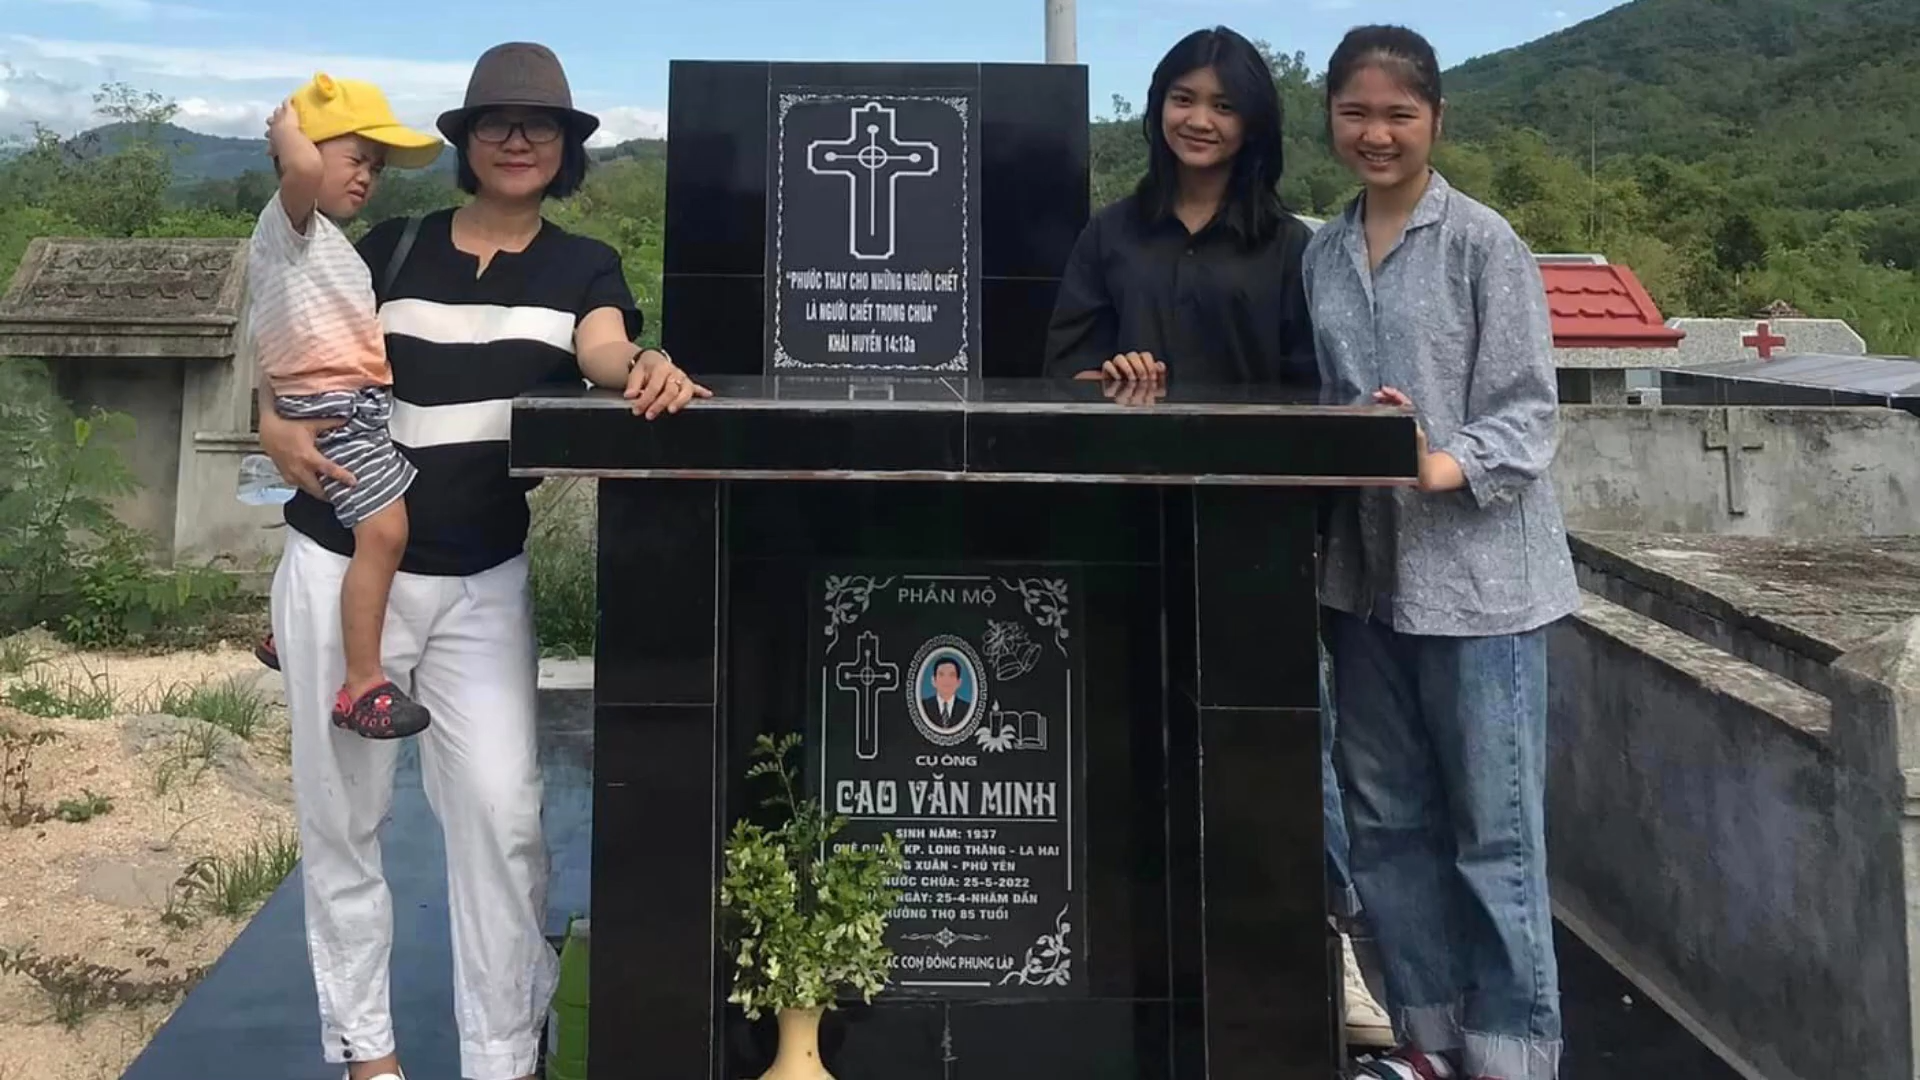 "PHƯỚC THAY CHO NHỮNG NGƯỜI CHẾT
LÀ NGƯỜI CHẾT TRONG CHÚA"
KHẢI HUYỀN 14:13a
PHẦN MỘ
CỤ ÔNG
CAO VĂN MINH
SINH NĂM: 1937
QUÊ QUÁN KP. LONG THĂNG - LA HAI
XUÂN - PHÚ YÊN
NƯỚC CHÚA: 25-5-2022
NGÀY: 25-4-NHÂM DẦN
HƯỞNG THỌ 85 TUỔI
CÁC CON ĐỒNG PHỤNG LẬP